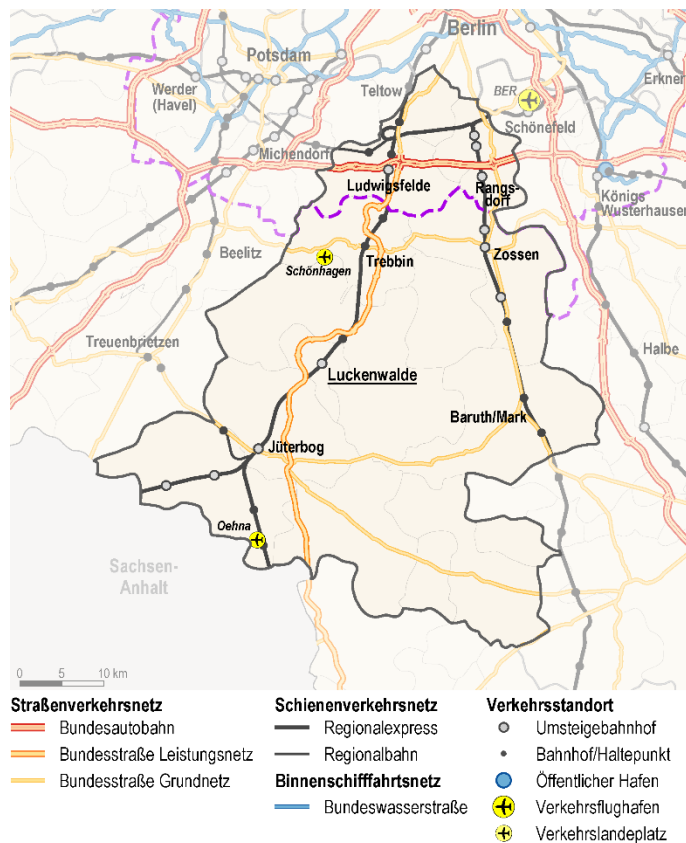 Berlin
Potsdam
Erkner
Werder
(Havel)
Teltow
BER
Schönefeld
Michendorf
Ludwigsfelde
Rangs-
dorf
Königs
Wusterhausen
Beelitz
Trebbin
Zossen
Schönhagen
Treuenbrietzen
Halbe
Luckenwalde
Baruth/Mark
Jüterbog
Oehna
Sachsen-
Anhalt
0 5 10 km
Straßenverkehrsnetz
Bundesautobahn
Bundesstraße Leistungsnetz
Bundesstraße Grundnetz
Schienenverkehrsnetz
Regionalexpress
Regionalbahn
Binnenschifffahrtsnetz
Bundeswasserstraße
Verkehrsstandort
Umsteigebahnhof
Bahnhof/Haltepunkt
Öffentlicher Hafen
Verkehrsflughafen
Verkehrslandeplatz